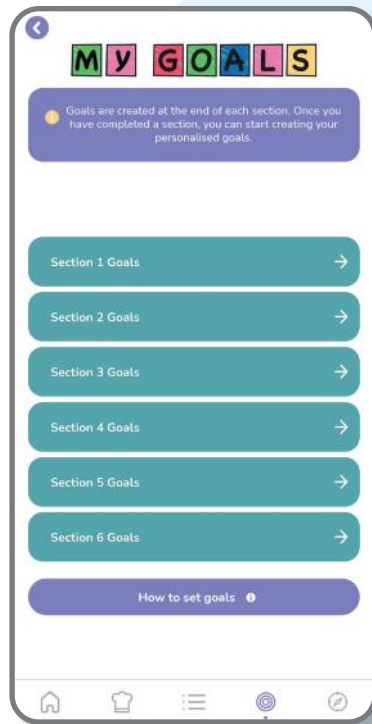 MY GOALS
Goals are created at the end of each section. Once you
have completed a section, you can start creating your
personalised goals.
Section 1 Goals
Section 2 Goals
Section 3 Goals
Section 4 Goals
Section 5 Goals
Section 6 Goals
How to set goals